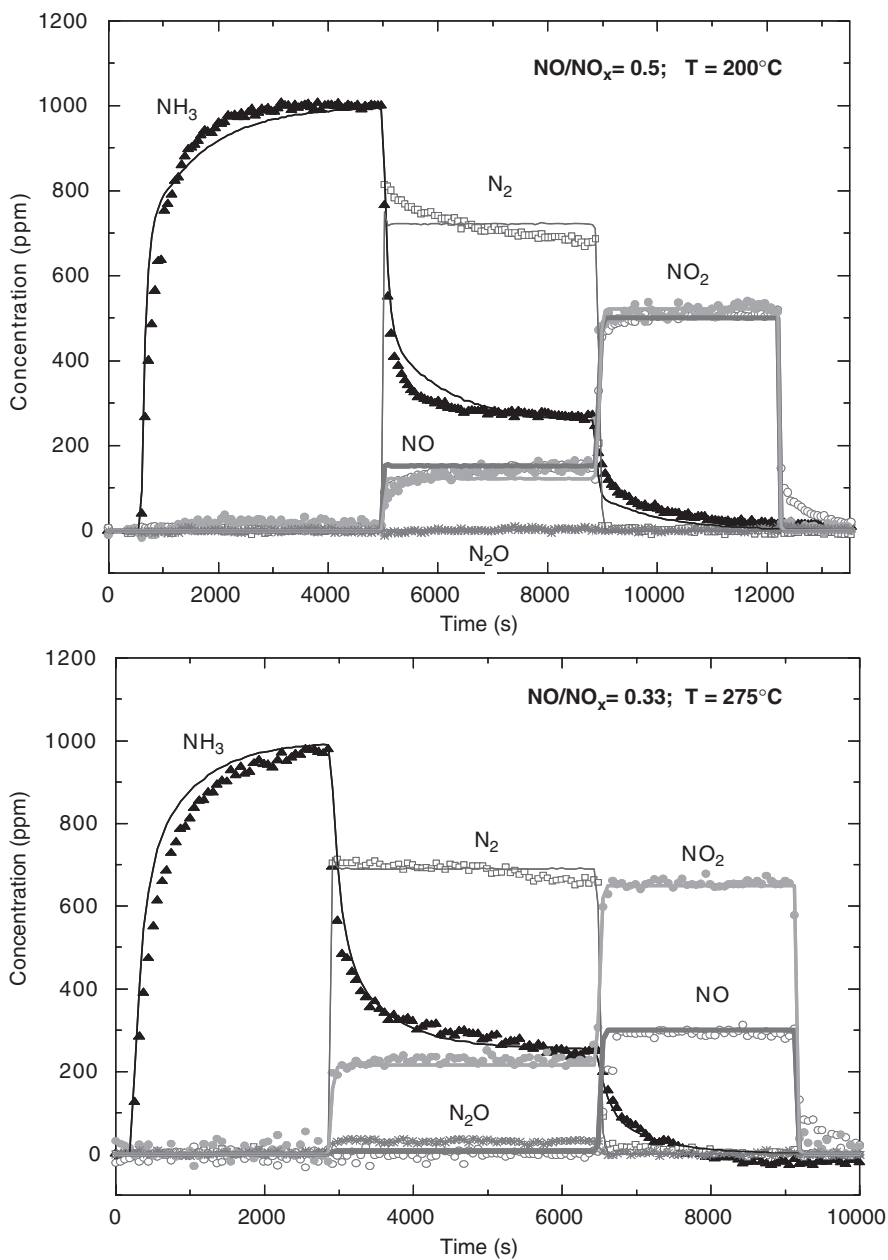 1200
NO/NOx= 0.5; T = 200°C
NH3
1000
N2
800
NO2
600
Concentration (ppm)
400
NO
200
0
N2O
0 2000 4000 6000 8000 10000 12000
Time (s)
1200
NO/NOx= 0.33; T = 275°C
NH3
1000
N2
NO2
800
600
Concentration (ppm)
NO
400
200
N2O
0
0 2000 4000 6000 8000 10000
Time (s)